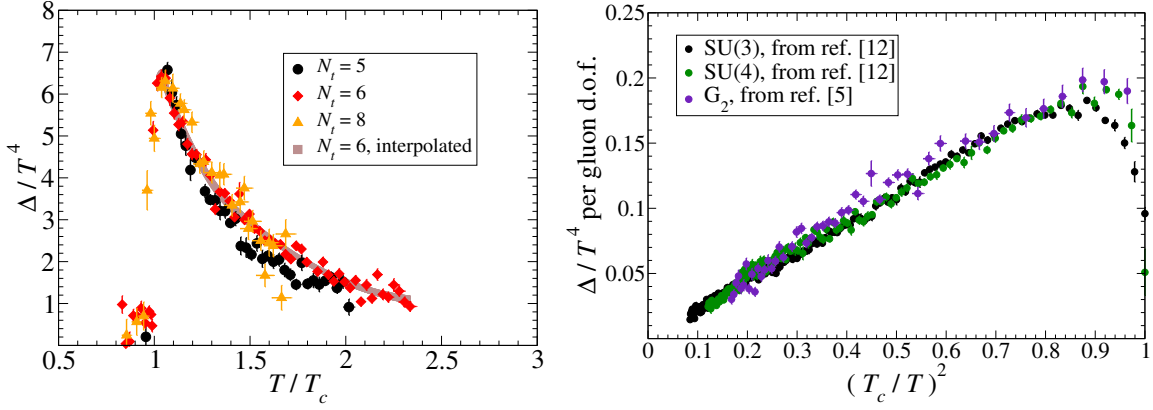 Δ / T⁴
8
7
6
5
4
3
2
1
N_t = 5
N_t = 6
N_t = 8
N_t = 6, interpolated
0.5
1
1.5
2
2.5
3
T / T_c
Δ / T⁴ per gluon d.o.f.
0.25
0.20
0.15
0.10
0.05
SU(3), from ref. [12]
SU(4), from ref. [12]
G₂, from ref. [5]
0
0.1
0.2
0.3
0.4
0.5
0.6
0.7
0.8
0.9
1
( T_c / T )²